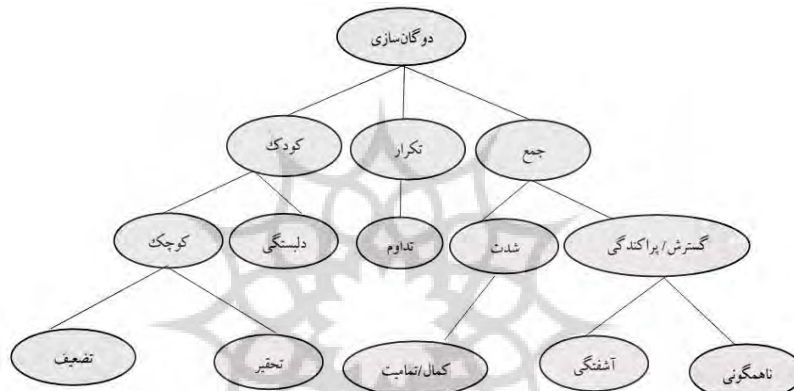 دوگان‌سازی
جمع
تکرار
کودک
گسترش/پراکندگی
شدت
تداوم
دلبستگی
کوچک
ناهمگونی
آشفتگی
کمال/تمامیت
تحقیر
تضعیف